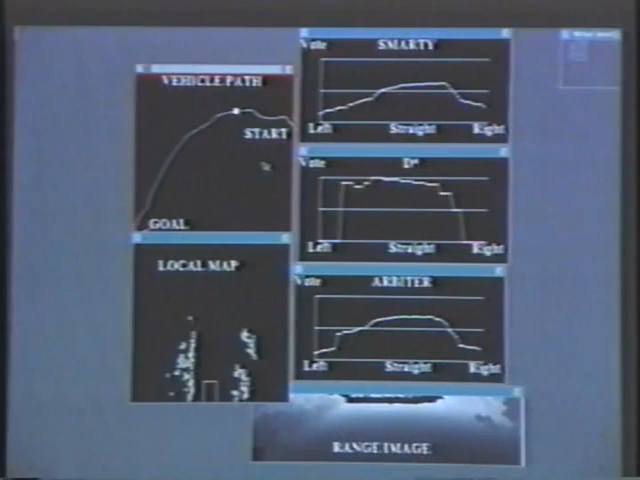 VEHICLE PATH
START
GOAL
LOCAL MAP
Vote SMARTY
Left Straight Right
Vote D*
Left Straight Right
Vote ARBITER
Left Straight Right
RANGE IMAGE